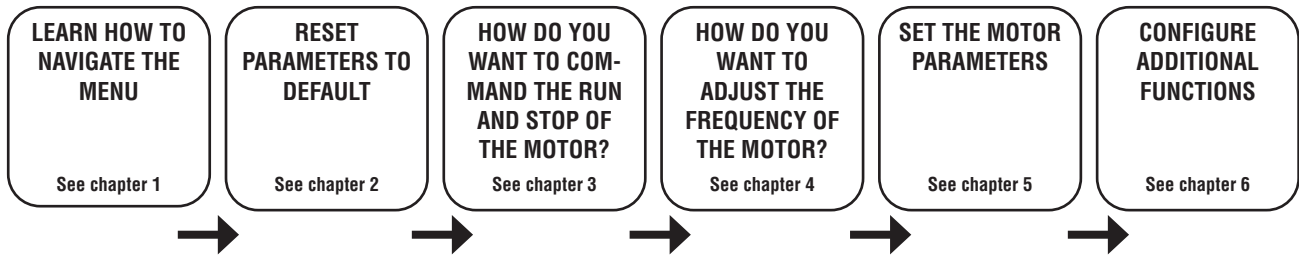 LEARN HOW TO
NAVIGATE THE
MENU
See chapter 1
RESET
PARAMETERS TO
DEFAULT
See chapter 2
HOW DO YOU
WANT TO COM-
MAND THE RUN
AND STOP OF
THE MOTOR?
See chapter 3
HOW DO YOU
WANT TO
ADJUST THE
FREQUENCY OF
THE MOTOR?
See chapter 4
SET THE MOTOR
PARAMETERS
See chapter 5
CONFIGURE
ADDITIONAL
FUNCTIONS
See chapter 6